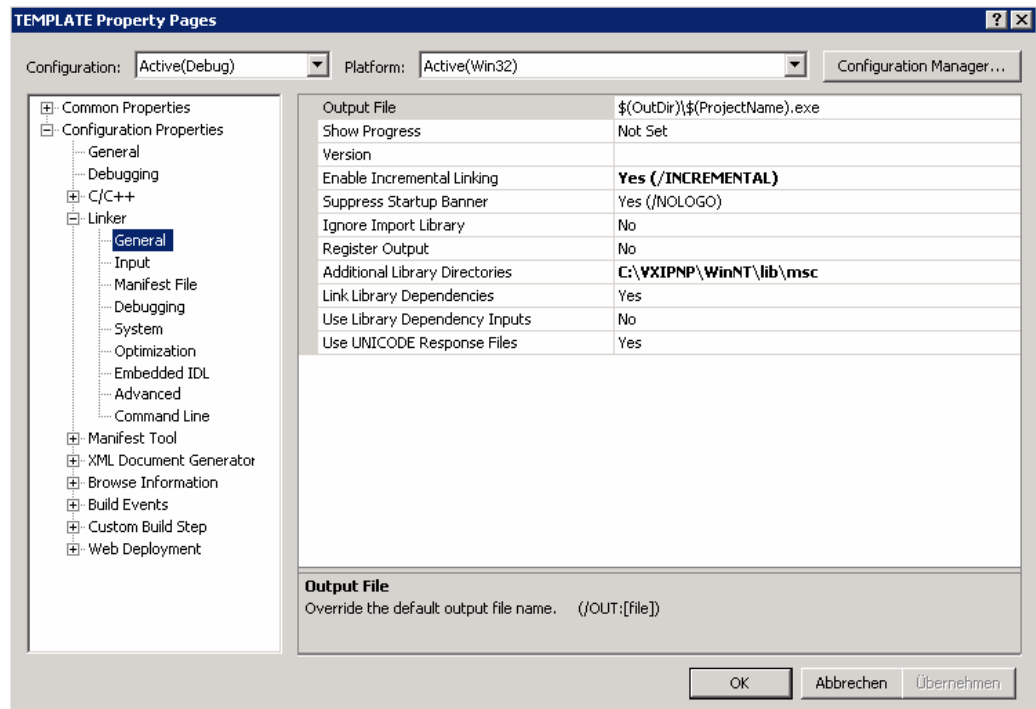 TEMPLATE Property Pages
Configuration: Active(Debug) Platform: Active(Win32) Configuration Manager...
Common Properties
Configuration Properties
General
Debugging
C/C++
Linker
General
Input
Manifest File
Debugging
System
Optimization
Embedded IDL
Advanced
Command Line
Manifest Tool
XML Document Generator
Browse Information
Build Events
Custom Build Step
Web Deployment
Output File $(OutDir)\$(ProjectName).exe
Show Progress Not Set
Version
Enable Incremental Linking Yes (/INCREMENTAL)
Suppress Startup Banner Yes (/NOLOGO)
Ignore Import Library No
Register Output No
Additional Library Directories C:\VXIPNP\WinNT\lib\msc
Link Library Dependencies Yes
Use Library Dependency Inputs No
Use UNICODE Response Files Yes
Output File
Override the default output file name. (/OUT:[file])
OK Abbrechen Übernehmen